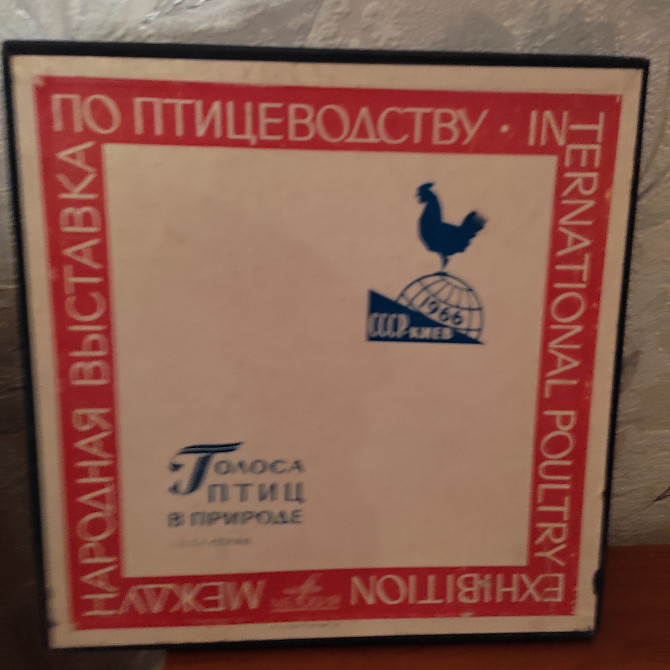 МЕЖДУ
НАРОДНАЯ ВЫСТАВКА
ПО ПТИЦЕВОДСТВУ · IN
TERNATIONAL POULTRY
EXHIBITION
1966
СССР·КИЕВ
Голоса
ПТИЦ
В ПРИРОДЕ